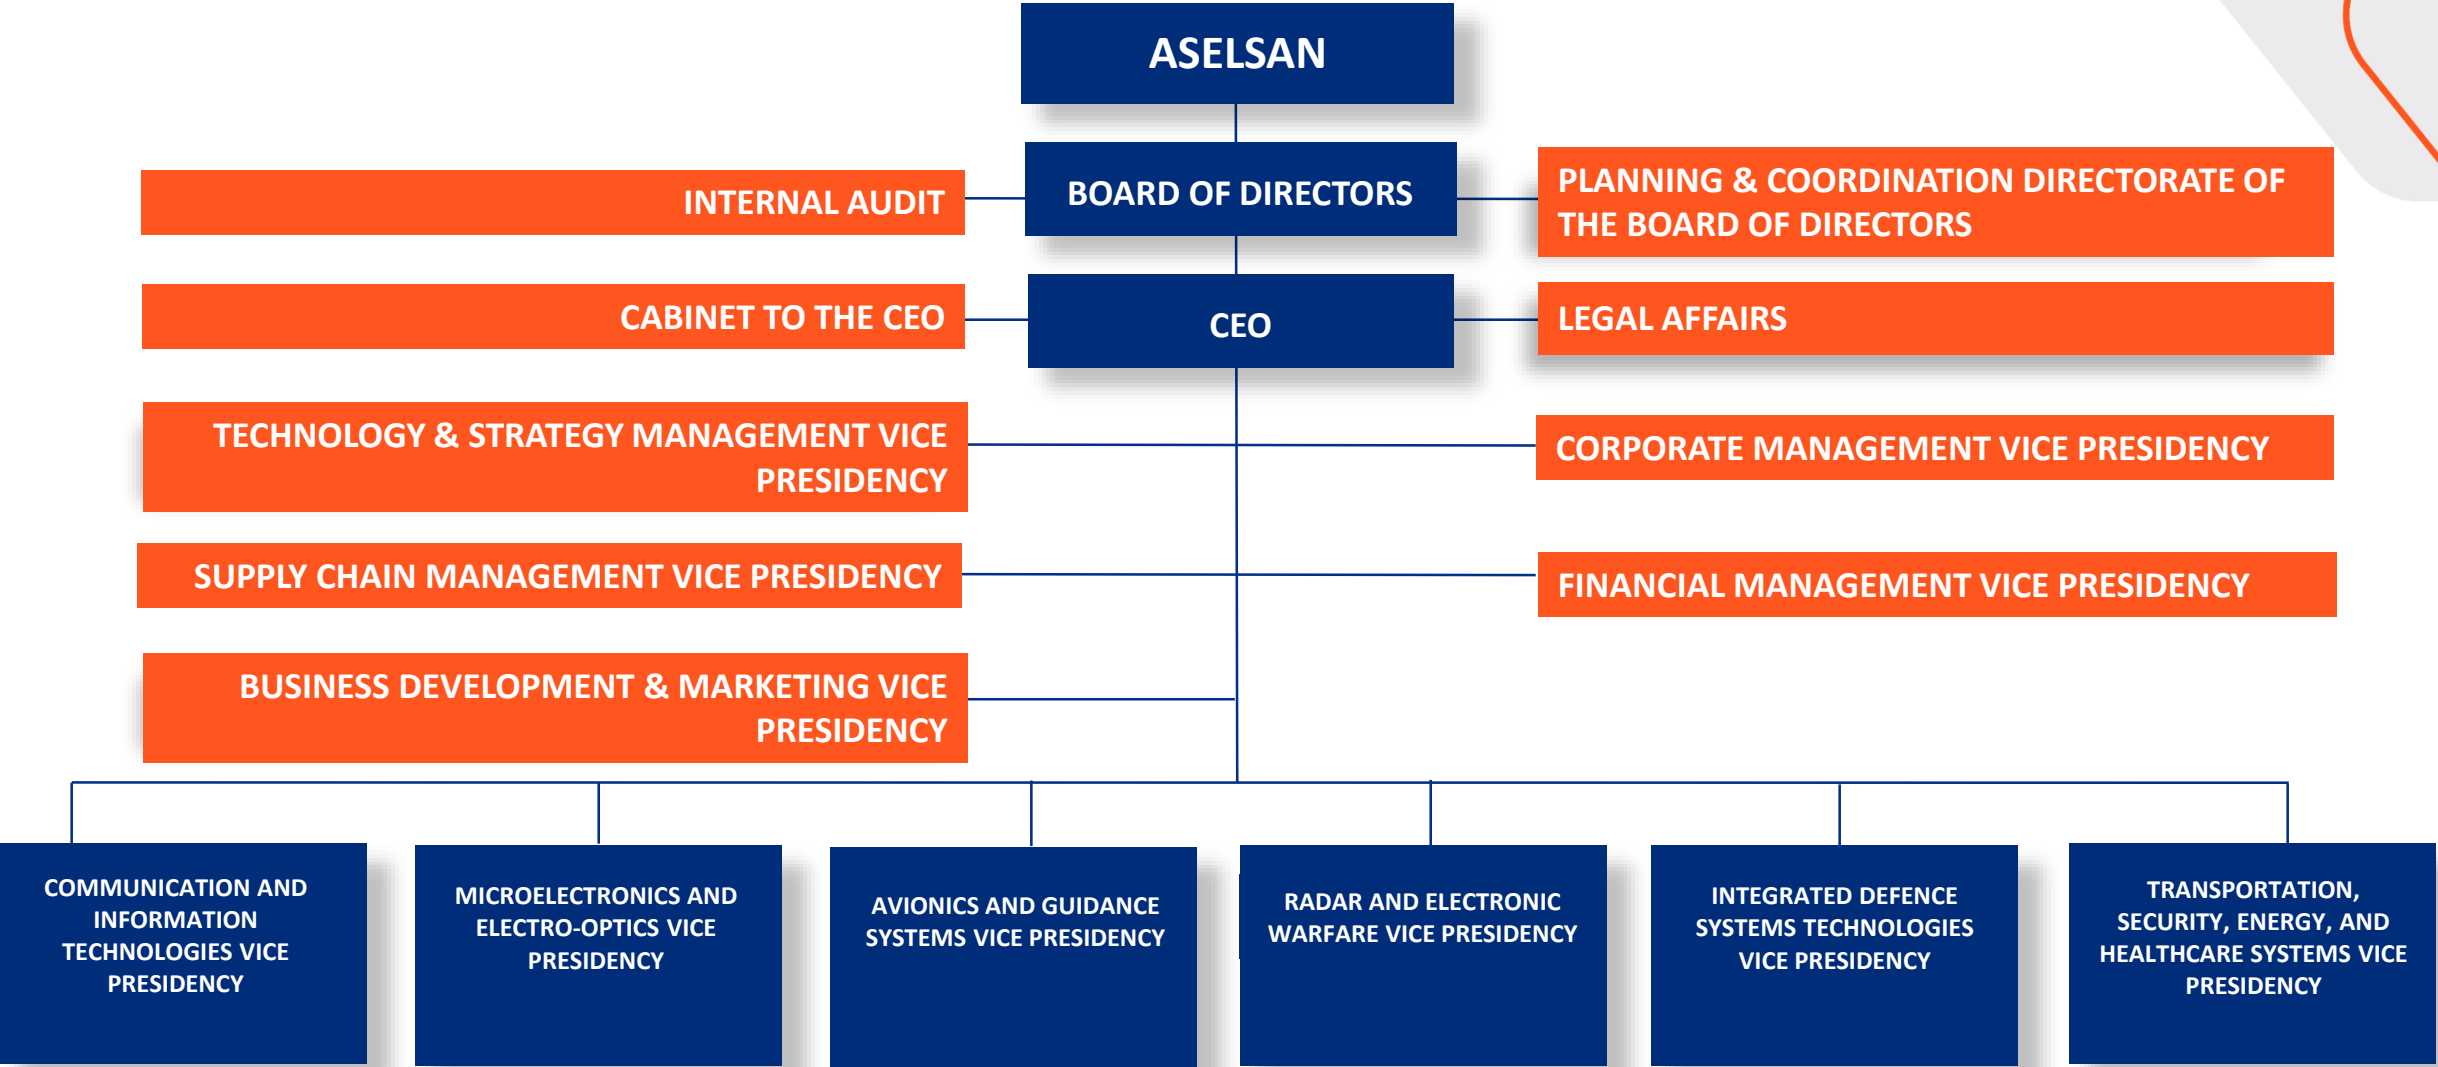 ASELSAN
INTERNAL AUDIT
BOARD OF DIRECTORS
PLANNING & COORDINATION DIRECTORATE OF
THE BOARD OF DIRECTORS
CABINET TO THE CEO
CEO
LEGAL AFFAIRS
TECHNOLOGY & STRATEGY MANAGEMENT VICE
PRESIDENCY
CORPORATE MANAGEMENT VICE PRESIDENCY
SUPPLY CHAIN MANAGEMENT VICE PRESIDENCY
FINANCIAL MANAGEMENT VICE PRESIDENCY
BUSINESS DEVELOPMENT & MARKETING VICE
PRESIDENCY
COMMUNICATION AND
INFORMATION
TECHNOLOGIES VICE
PRESIDENCY
MICROELECTRONICS AND
ELECTRO-OPTICS VICE
PRESIDENCY
AVIONICS AND GUIDANCE
SYSTEMS VICE PRESIDENCY
RADAR AND ELECTRONIC
WARFARE VICE PRESIDENCY
INTEGRATED DEFENCE
SYSTEMS TECHNOLOGIES
VICE PRESIDENCY
TRANSPORTATION,
SECURITY, ENERGY, AND
HEALTHCARE SYSTEMS VICE
PRESIDENCY